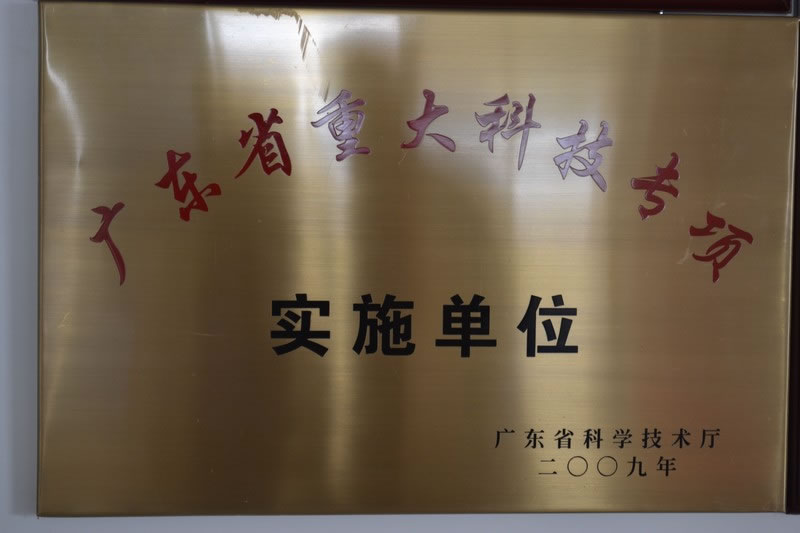 广东省重大科技专项
实施单位
广东省科学技术厅
二〇〇九年